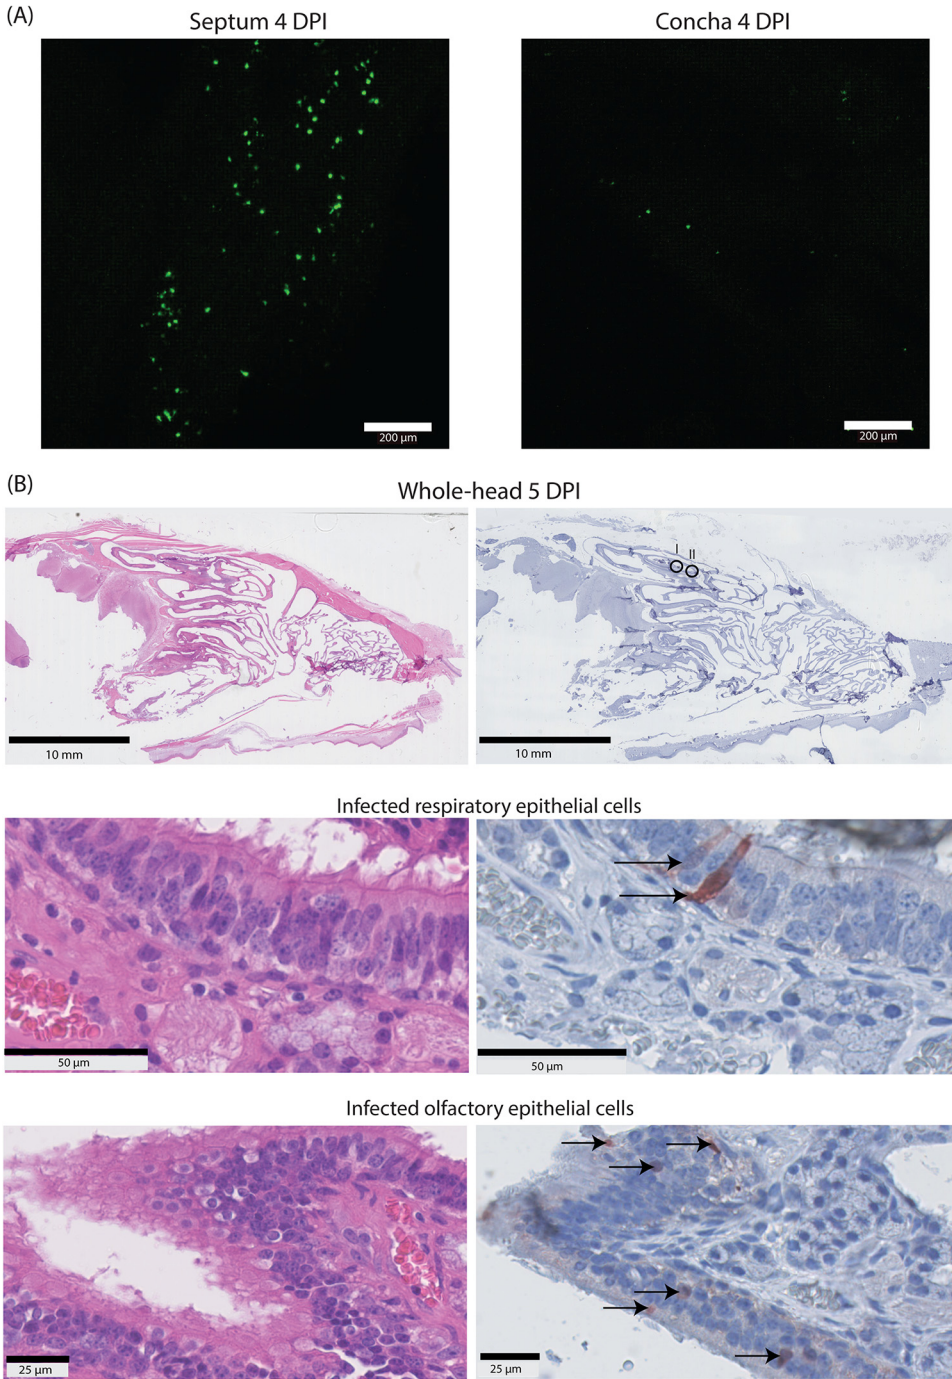 (A)
Septum 4 DPI
Concha 4 DPI
200 µm
200 µm
(B)
Whole-head 5 DPI
I
II
10 mm
10 mm
Infected respiratory epithelial cells
50 µm
50 µm
Infected olfactory epithelial cells
25 µm
25 µm